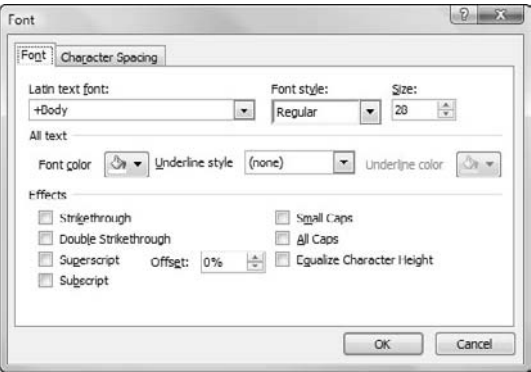 Font
Font Character Spacing
Latin text font: Font style: Size:
+Body Regular 28
All text
Font color Underline style (none) Underline color
Effects
Strikethrough Small Caps
Double Strikethrough All Caps
Superscript Offset: 0% Equalize Character Height
Subscript
OK Cancel